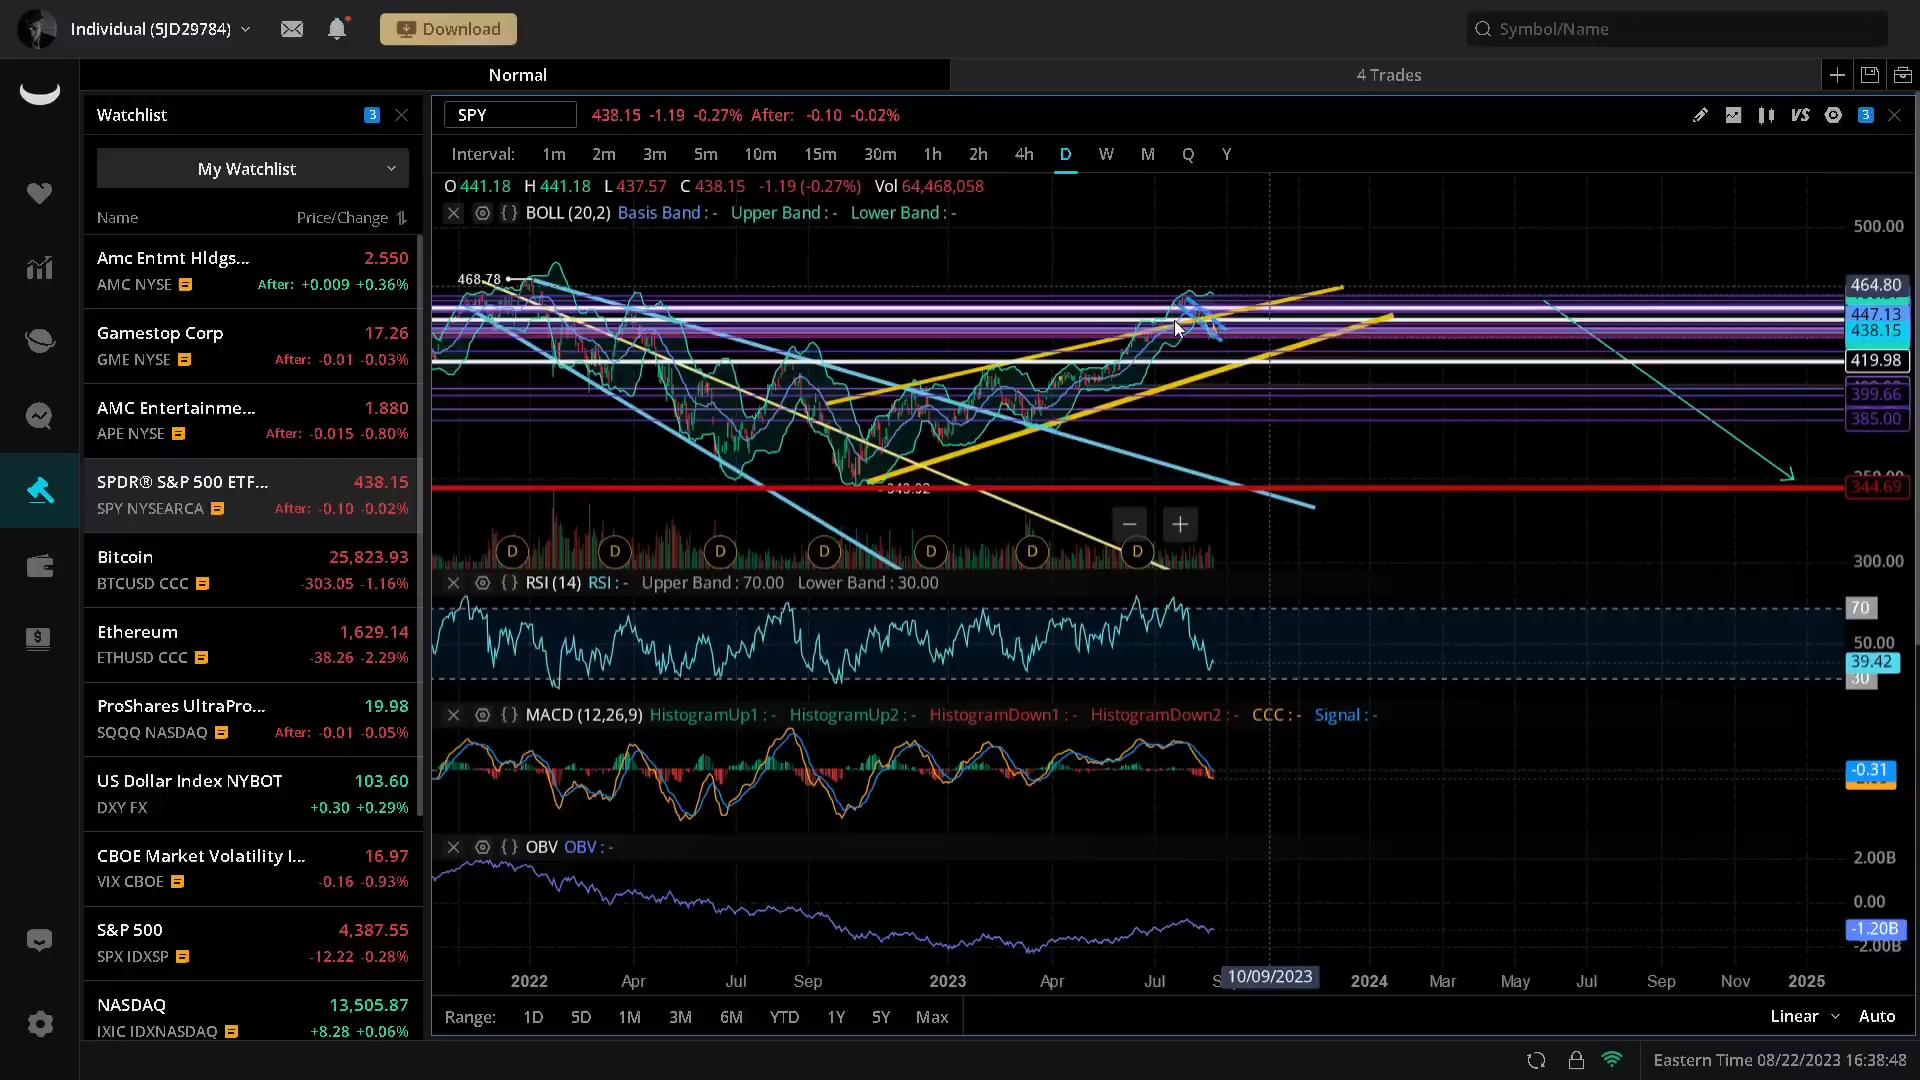 Individual (5JD29784)
Download
Symbol/Name
Normal
4 Trades
Watchlist
3
My Watchlist
Name
Price/Change
Amc Entmt Hldgs...
2.550
AMC NYSE
After: +0.009 +0.36%
Gamestop Corp
17.26
GME NYSE
After: -0.01 -0.03%
AMC Entertainme...
1.880
APE NYSE
After: -0.015 -0.80%
SPDR® S&P 500 ETF...
438.15
SPY NYSEARCA
After: -0.10 -0.02%
Bitcoin
25,823.93
BTCUSD CCC
-303.05 -1.16%
Ethereum
1,629.14
ETHUSD CCC
-38.26 -2.29%
ProShares UltraPro...
19.98
SQQQ NASDAQ
After: -0.01 -0.05%
US Dollar Index NYBOT
103.60
DXY FX
+0.30 +0.29%
CBOE Market Volatility I...
16.97
VIX CBOE
-0.16 -0.93%
S&P 500
4,387.55
SPX IDXSP
-12.22 -0.28%
NASDAQ
13,505.87
IXIC IDXNASDAQ
+8.28 +0.06%
SPY
438.15 -1.19 -0.27% After: -0.10 -0.02%
VS
3
Interval: 1m 2m 3m 5m 10m 15m 30m 1h 2h 4h D W M Q Y
O 441.18 H 441.18 L 437.57 C 438.15 -1.19 (-0.27%) Vol 64,468,058
BOLL (20,2) Basis Band : - Upper Band : - Lower Band : -
468.78
500.00
464.80
447.13
438.15
419.98
399.66
385.00
344.69
300.00
D D D D D D D
RSI (14) RSI : - Upper Band : 70.00 Lower Band : 30.00
70
50.00
39.42
30
MACD (12,26,9) HistogramUp1 : - HistogramUp2 : - HistogramDown1 : - HistogramDown2 : - CCC : - Signal : -
-0.31
OBV OBV : -
2.00B
0.00
-1.20B
-2.00B
2022 Apr Jul Sep 2023 Apr Jul 10/09/2023 2024 Mar May Jul Sep Nov 2025
Range: 1D 5D 1M 3M 6M YTD 1Y 5Y Max
Linear Auto
Eastern Time 08/22/2023 16:38:48